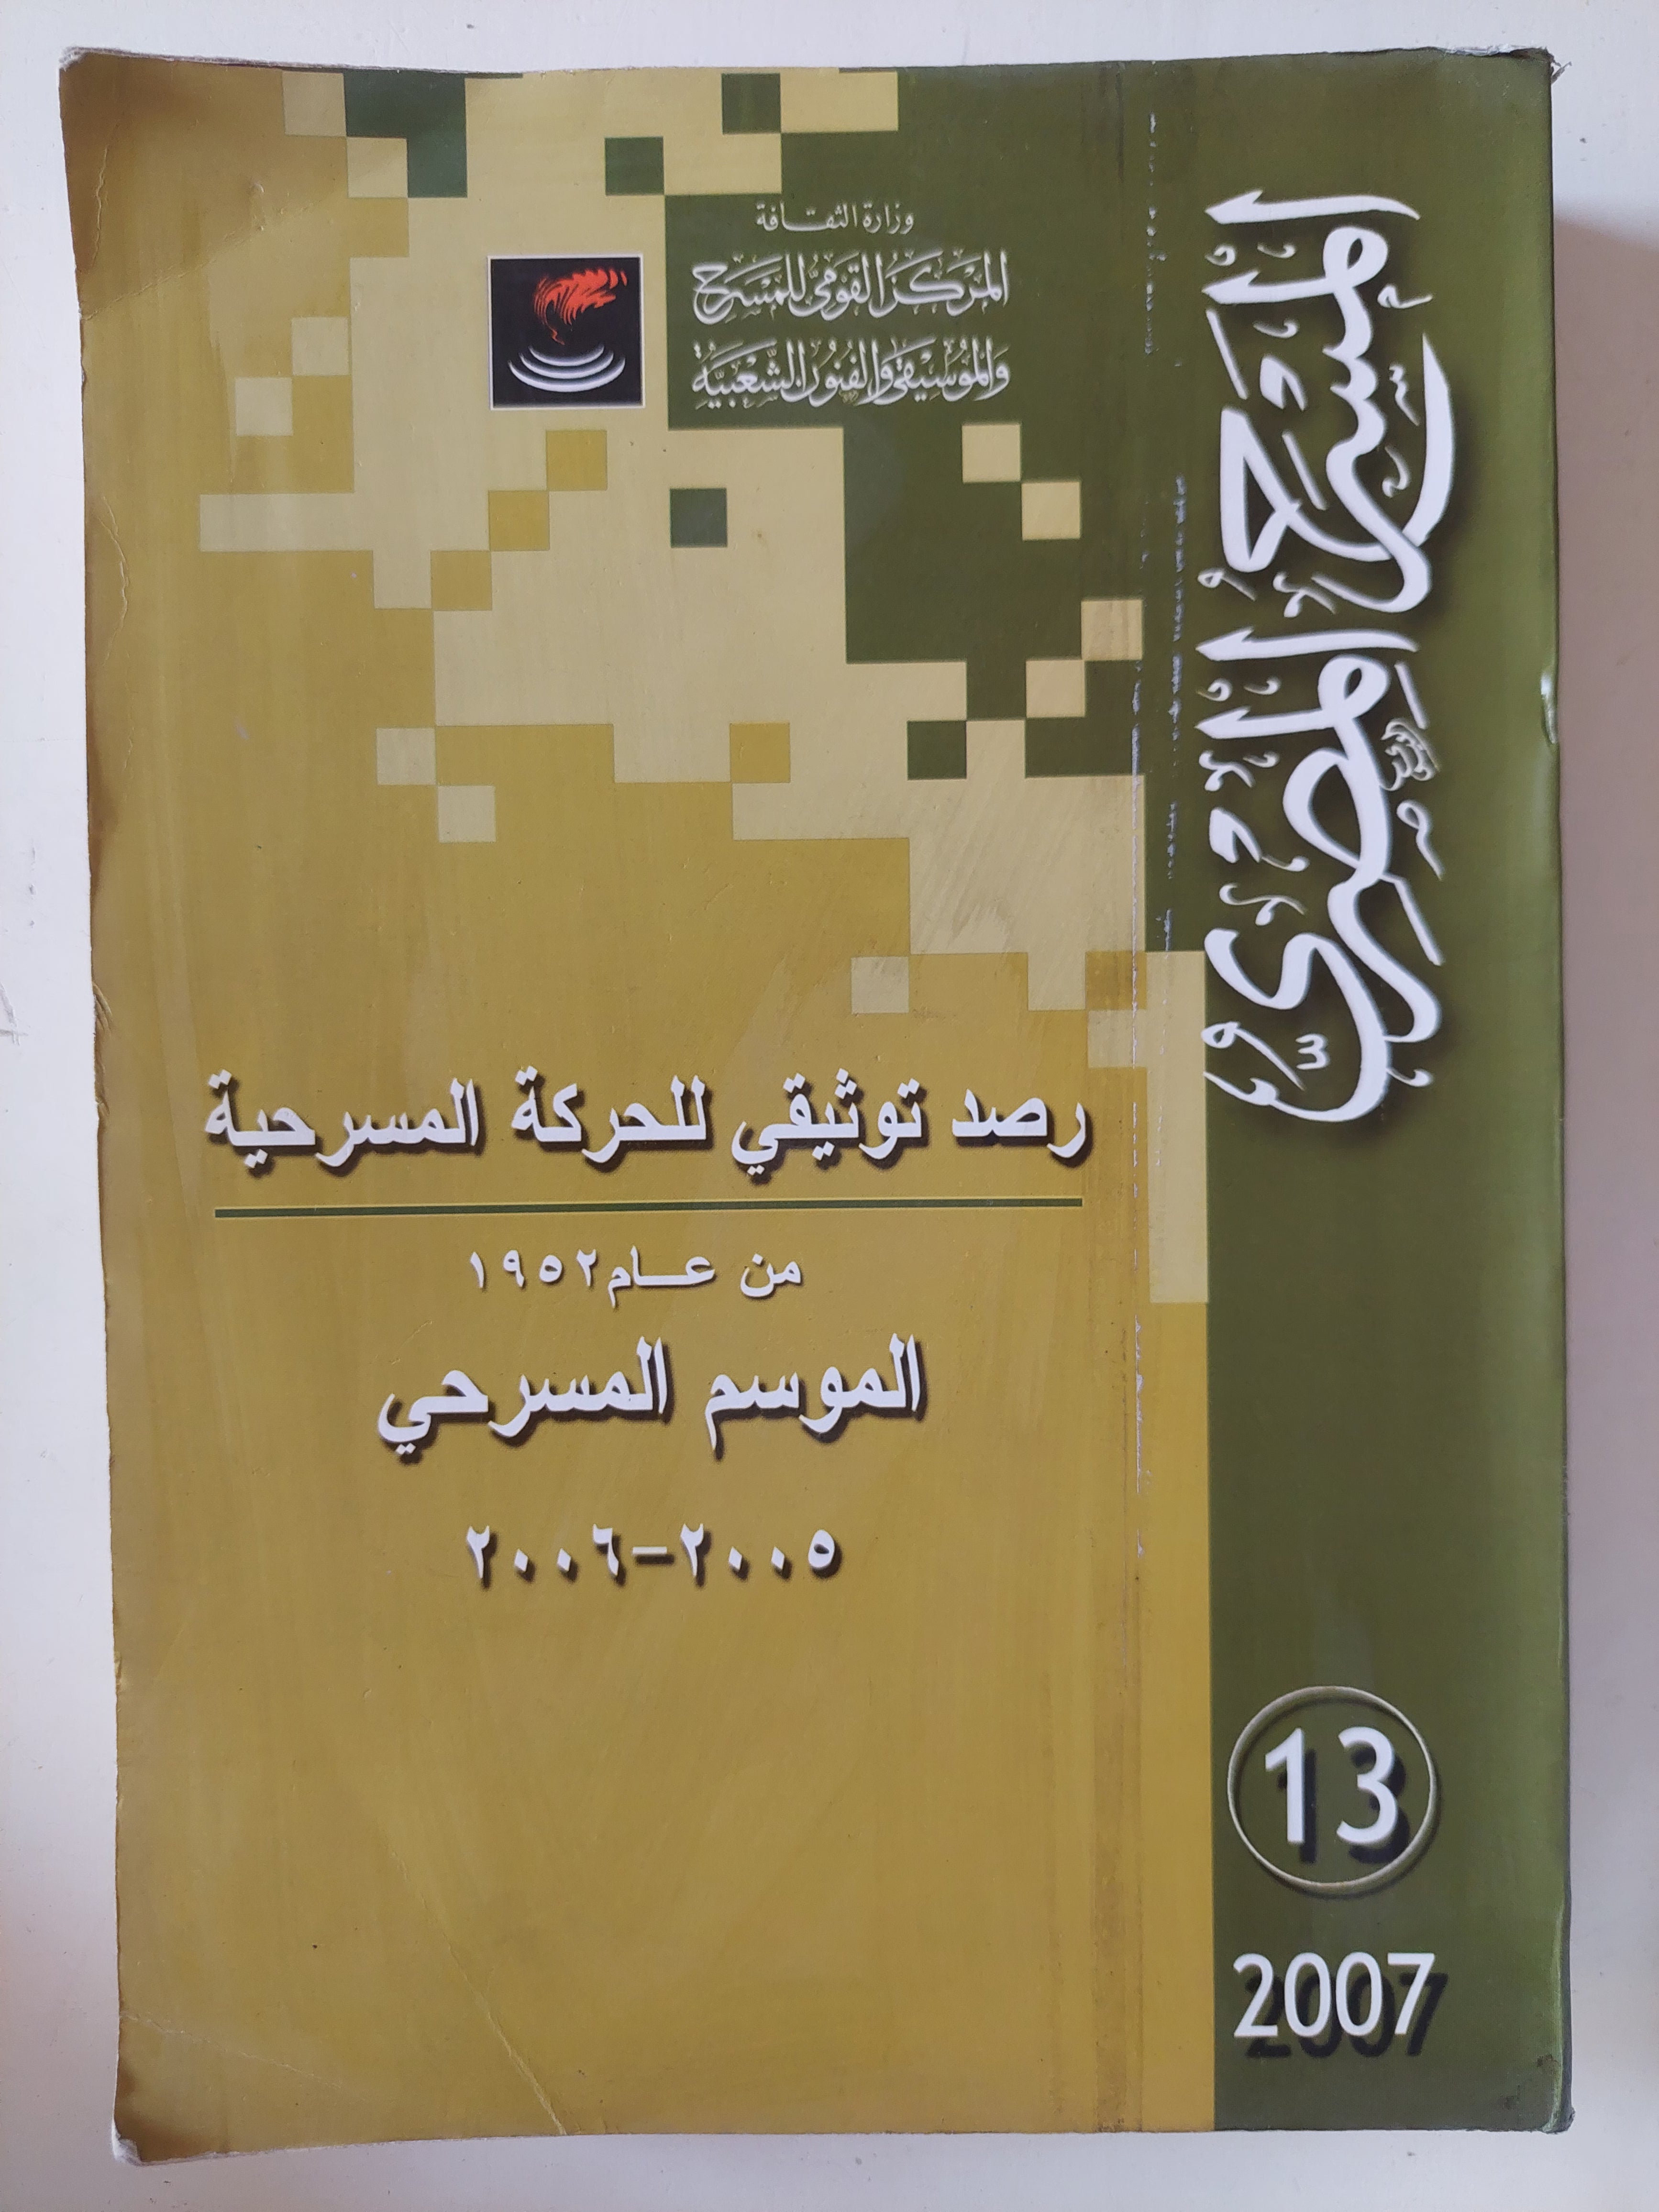 وزارة الثقافة
المركز القومي للمسرح
والموسيقى والفنون الشعبية
المسرح المصري
رصد توثيقي للحركة المسرحية
من عام ١٩٥٢
الموسم المسرحي
٢٠٠٥-٢٠٠٦
13
2007